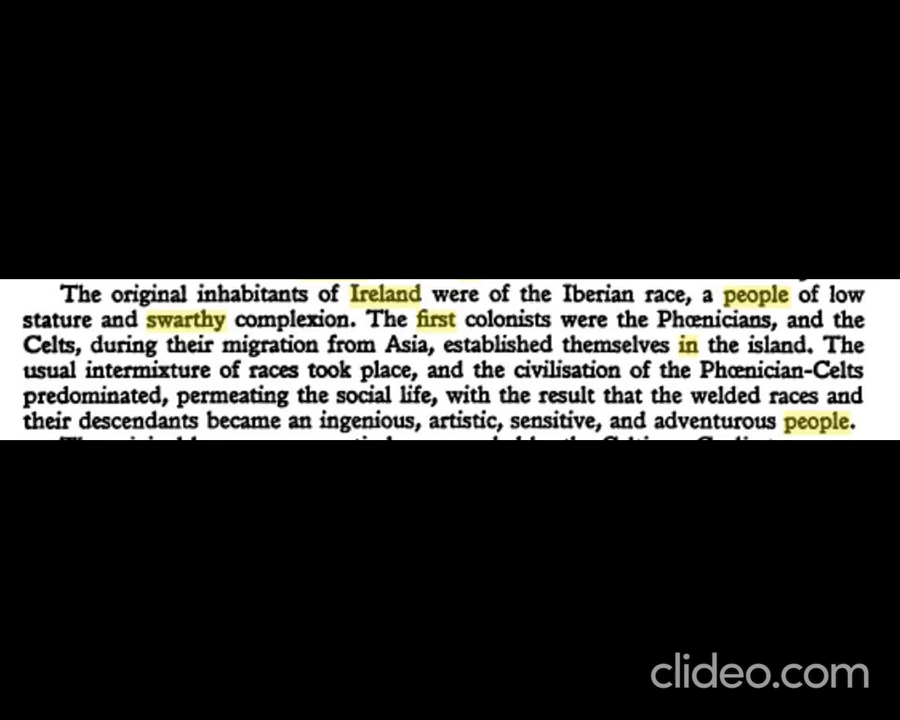 The original inhabitants of Ireland were of the Iberian race, a people of low
stature and swarthy complexion. The first colonists were the Phœnicians, and the
Celts, during their migration from Asia, established themselves in the island. The
usual intermixture of races took place, and the civilisation of the Phœnician-Celts
predominated, permeating the social life, with the result that the welded races and
their descendants became an ingenious, artistic, sensitive, and adventurous people.
clideo.com